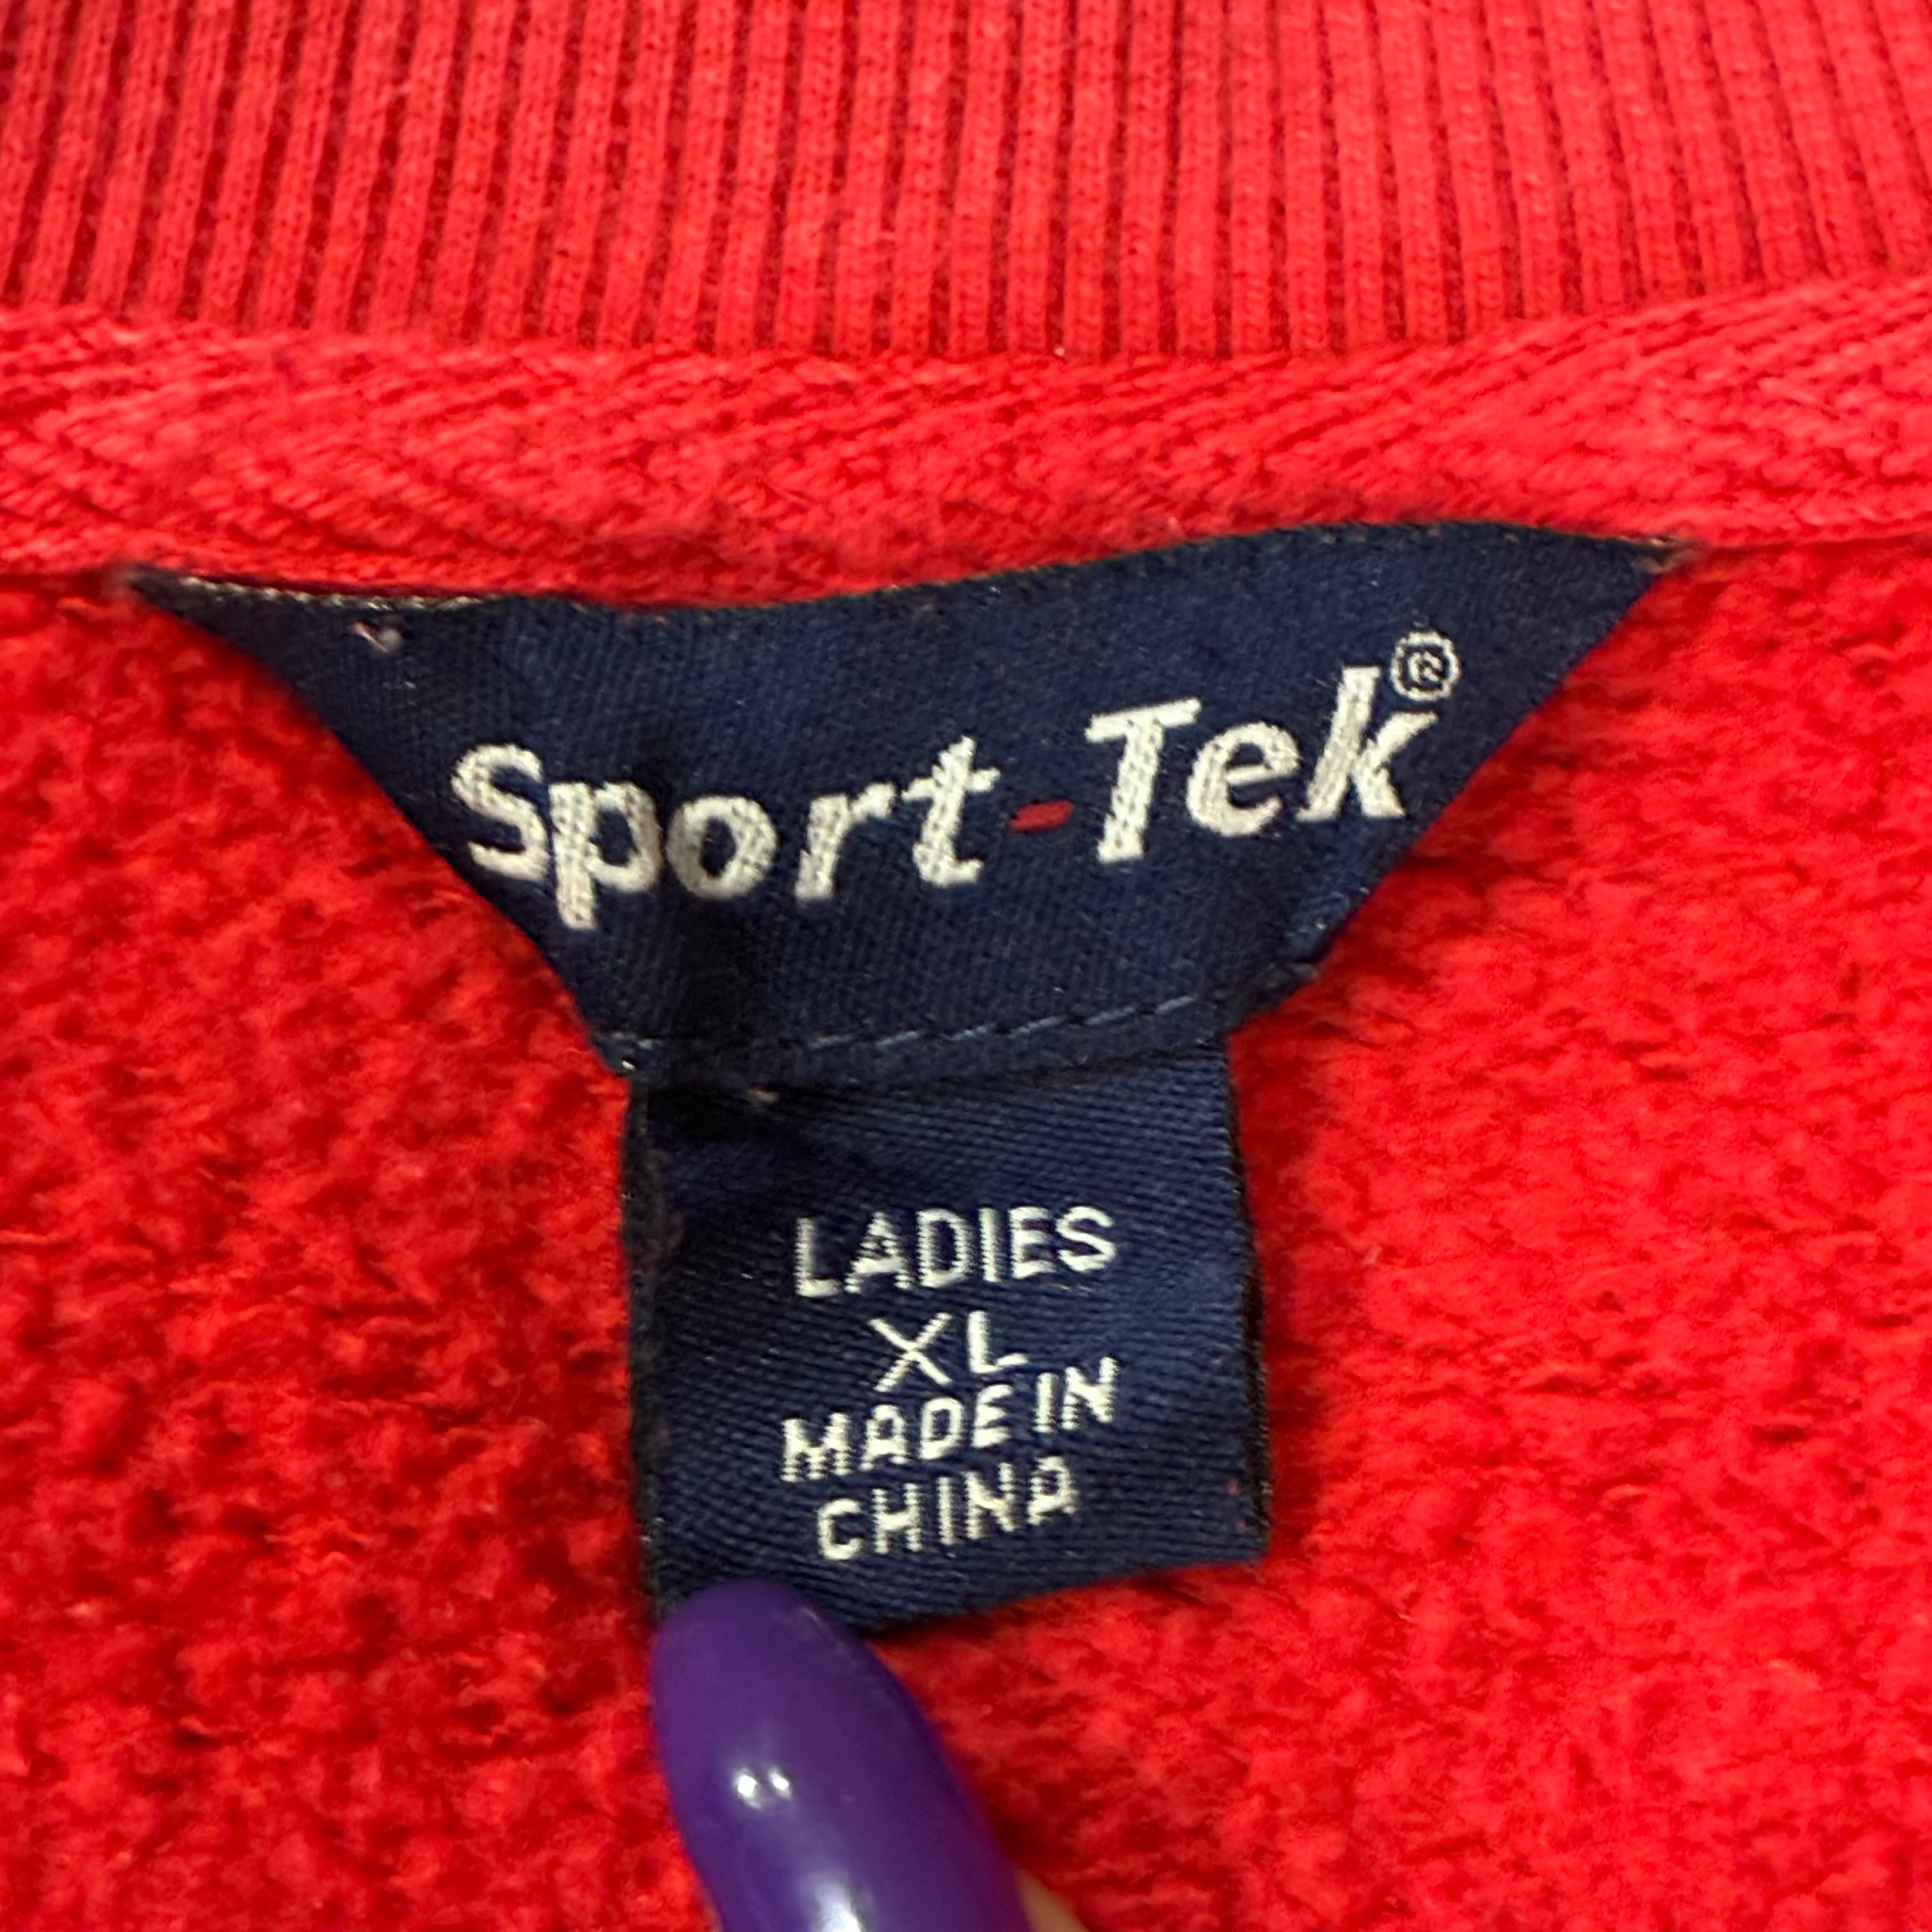 Sport-Tek®
LADIES
XL
MADE IN
CHINA